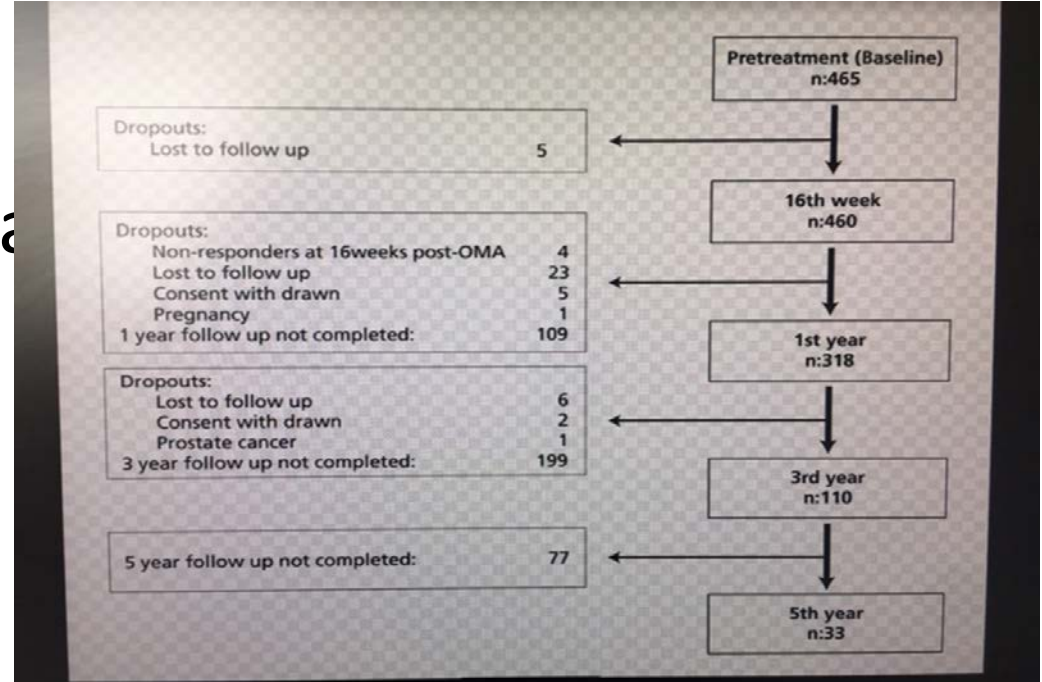 Pretreatment (Baseline)
n:465
Dropouts:
Lost to follow up 5
16th week
n:460
Dropouts:
Non-responders at 16weeks post-OMA 4
Lost to follow up 23
Consent with drawn 5
Pregnancy 1
1 year follow up not completed: 109
1st year
n:318
Dropouts:
Lost to follow up 6
Consent with drawn 2
Prostate cancer 1
3 year follow up not completed: 199
3rd year
n:110
5 year follow up not completed: 77
5th year
n:33